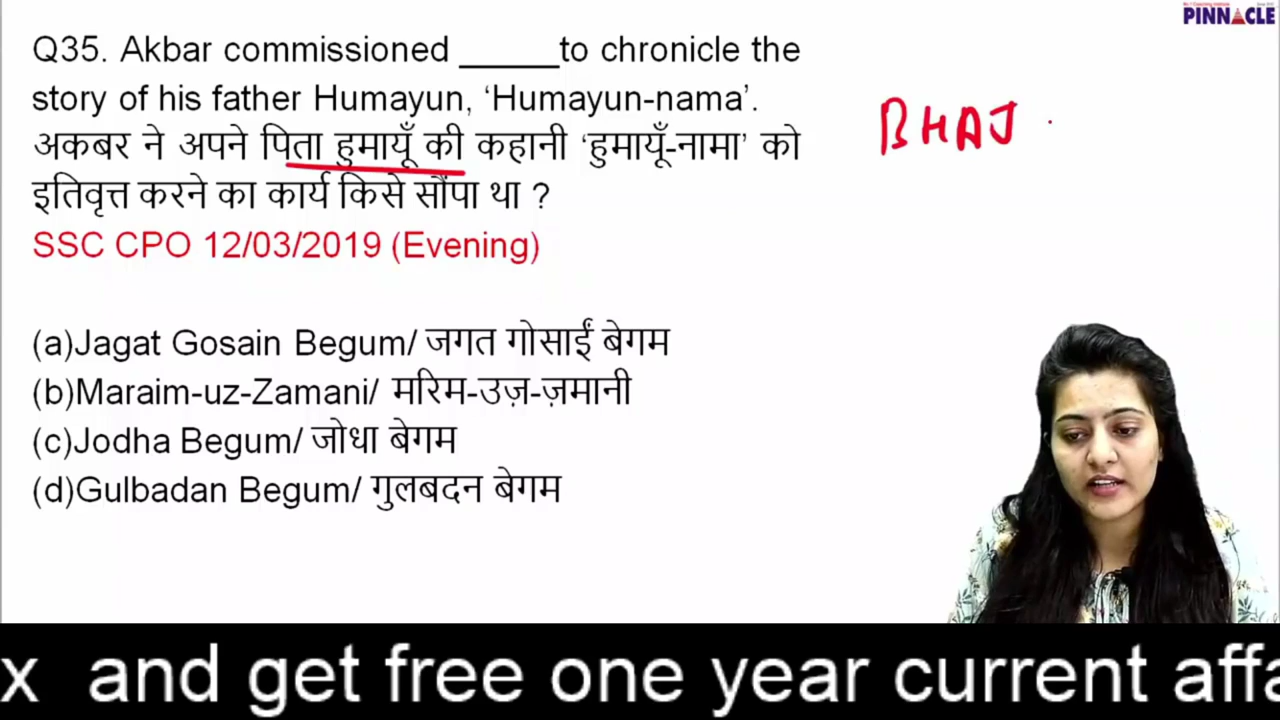 PINNACLE
Q35. Akbar commissioned ______to chronicle the
story of his father Humayun, ‘Humayun-nama’.
अकबर ने अपने पिता हुमायूँ की कहानी ‘हुमायूँ-नामा’ को
इतिवृत्त करने का कार्य किसे सौंपा था ?
SSC CPO 12/03/2019 (Evening)
BHAJ
(a)Jagat Gosain Begum/ जगत गोसाईं बेगम
(b)Maraim-uz-Zamani/ मरिम-उज़-ज़मानी
(c)Jodha Begum/ जोधा बेगम
(d)Gulbadan Begum/ गुलबदन बेगम
x and get free one year current affa